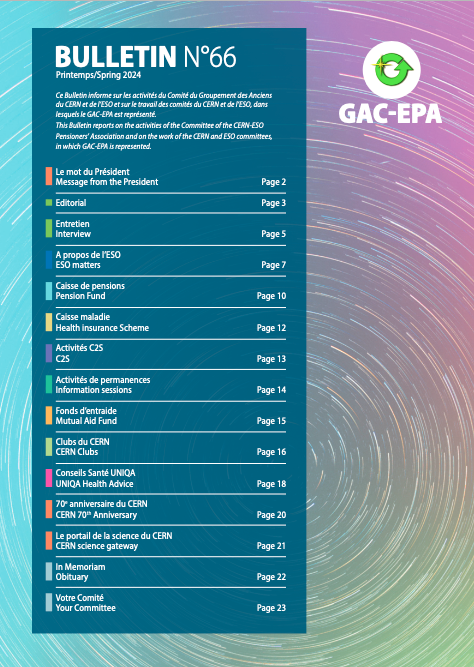 BULLETIN N°66
Printemps/Spring 2024
GAC-EPA
Ce Bulletin informe sur les activités du Comité du Groupement des Anciens
du CERN et de l'ESO et sur le travail des comités du CERN et de l'ESO, dans
lesquels le GAC-EPA est représenté.
This Bulletin reports on the activities of the Committee of the CERN-ESO
Pensioners' Association and on the work of the CERN and ESO committees,
in which GAC-EPA is represented.
Le mot du Président
Message from the President Page 2
Editorial Page 3
Entretien
Interview Page 5
A propos de l'ESO
ESO matters Page 7
Caisse de pensions
Pension Fund Page 10
Caisse maladie
Health insurance Scheme Page 12
Activités C2S
C2S Page 13
Activités de permanences
Information sessions Page 14
Fonds d'entraide
Mutual Aid Fund Page 15
Clubs du CERN
CERN Clubs Page 16
Conseils Santé UNIQA
UNIQA Health Advice Page 18
70e anniversaire du CERN
CERN 70th Anniversary Page 20
Le portail de la science du CERN
CERN science gateway Page 21
In Memoriam
Obituary Page 22
Votre Comité
Your Committee Page 23